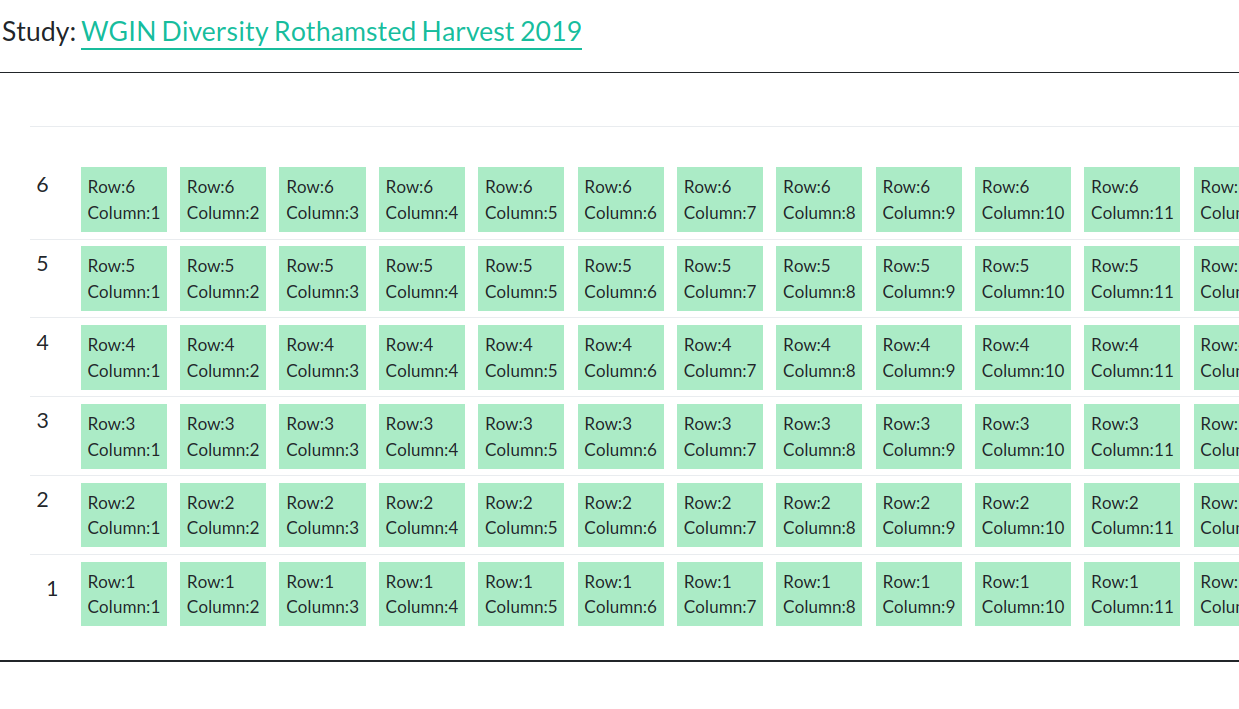 Study: WGIN Diversity Rothamsted Harvest 2019
6 Row:6 Row:6 Row:6 Row:6 Row:6 Row:6 Row:6 Row:6 Row:6 Row:6 Row:6 Row:
Column:1 Column:2 Column:3 Column:4 Column:5 Column:6 Column:7 Column:8 Column:9 Column:10 Column:11
5 Row:5 Row:5 Row:5 Row:5 Row:5 Row:5 Row:5 Row:5 Row:5 Row:5 Row:5 Row:
Column:1 Column:2 Column:3 Column:4 Column:5 Column:6 Column:7 Column:8 Column:9 Column:10 Column:11
4 Row:4 Row:4 Row:4 Row:4 Row:4 Row:4 Row:4 Row:4 Row:4 Row:4 Row:4 Row:
Column:1 Column:2 Column:3 Column:4 Column:5 Column:6 Column:7 Column:8 Column:9 Column:10 Column:11
3 Row:3 Row:3 Row:3 Row:3 Row:3 Row:3 Row:3 Row:3 Row:3 Row:3 Row:3 Row:
Column:1 Column:2 Column:3 Column:4 Column:5 Column:6 Column:7 Column:8 Column:9 Column:10 Column:11
2 Row:2 Row:2 Row:2 Row:2 Row:2 Row:2 Row:2 Row:2 Row:2 Row:2 Row:2 Row:
Column:1 Column:2 Column:3 Column:4 Column:5 Column:6 Column:7 Column:8 Column:9 Column:10 Column:11
1 Row:1 Row:1 Row:1 Row:1 Row:1 Row:1 Row:1 Row:1 Row:1 Row:1 Row:1 Row:
Column:1 Column:2 Column:3 Column:4 Column:5 Column:6 Column:7 Column:8 Column:9 Column:10 Column:11